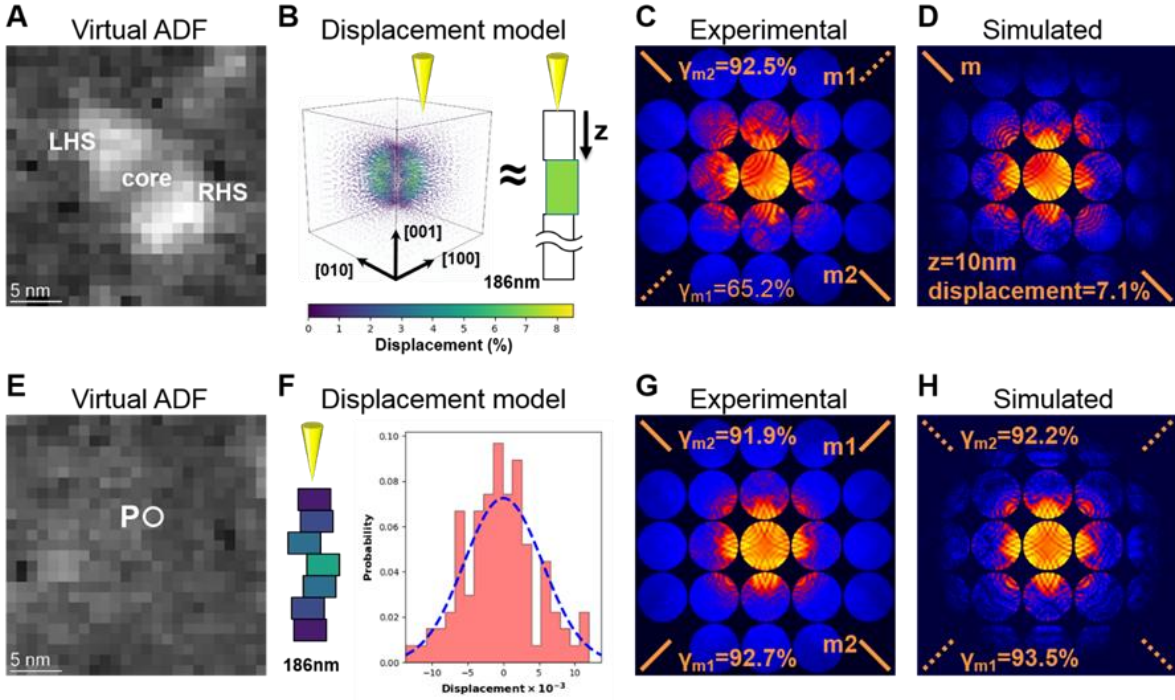 A Virtual ADF
LHS
core
RHS
5 nm
B Displacement model
z
≈
[001]
[010]
[100]
186nm
0 1 2 3 4 5 6 7 8
Displacement (%)
C Experimental
γm2=92.5%
m1
γm1=65.2%
m2
D Simulated
m
z=10nm
displacement=7.1%
E Virtual ADF
P
5 nm
F Displacement model
186nm
0.10
0.08
0.06
0.04
0.02
0.00
Probability
−10 −5 0 5 10
Displacement × 10⁻³
G Experimental
γm2=91.9%
m1
γm1=92.7%
m2
H Simulated
γm2=92.2%
γm1=93.5%